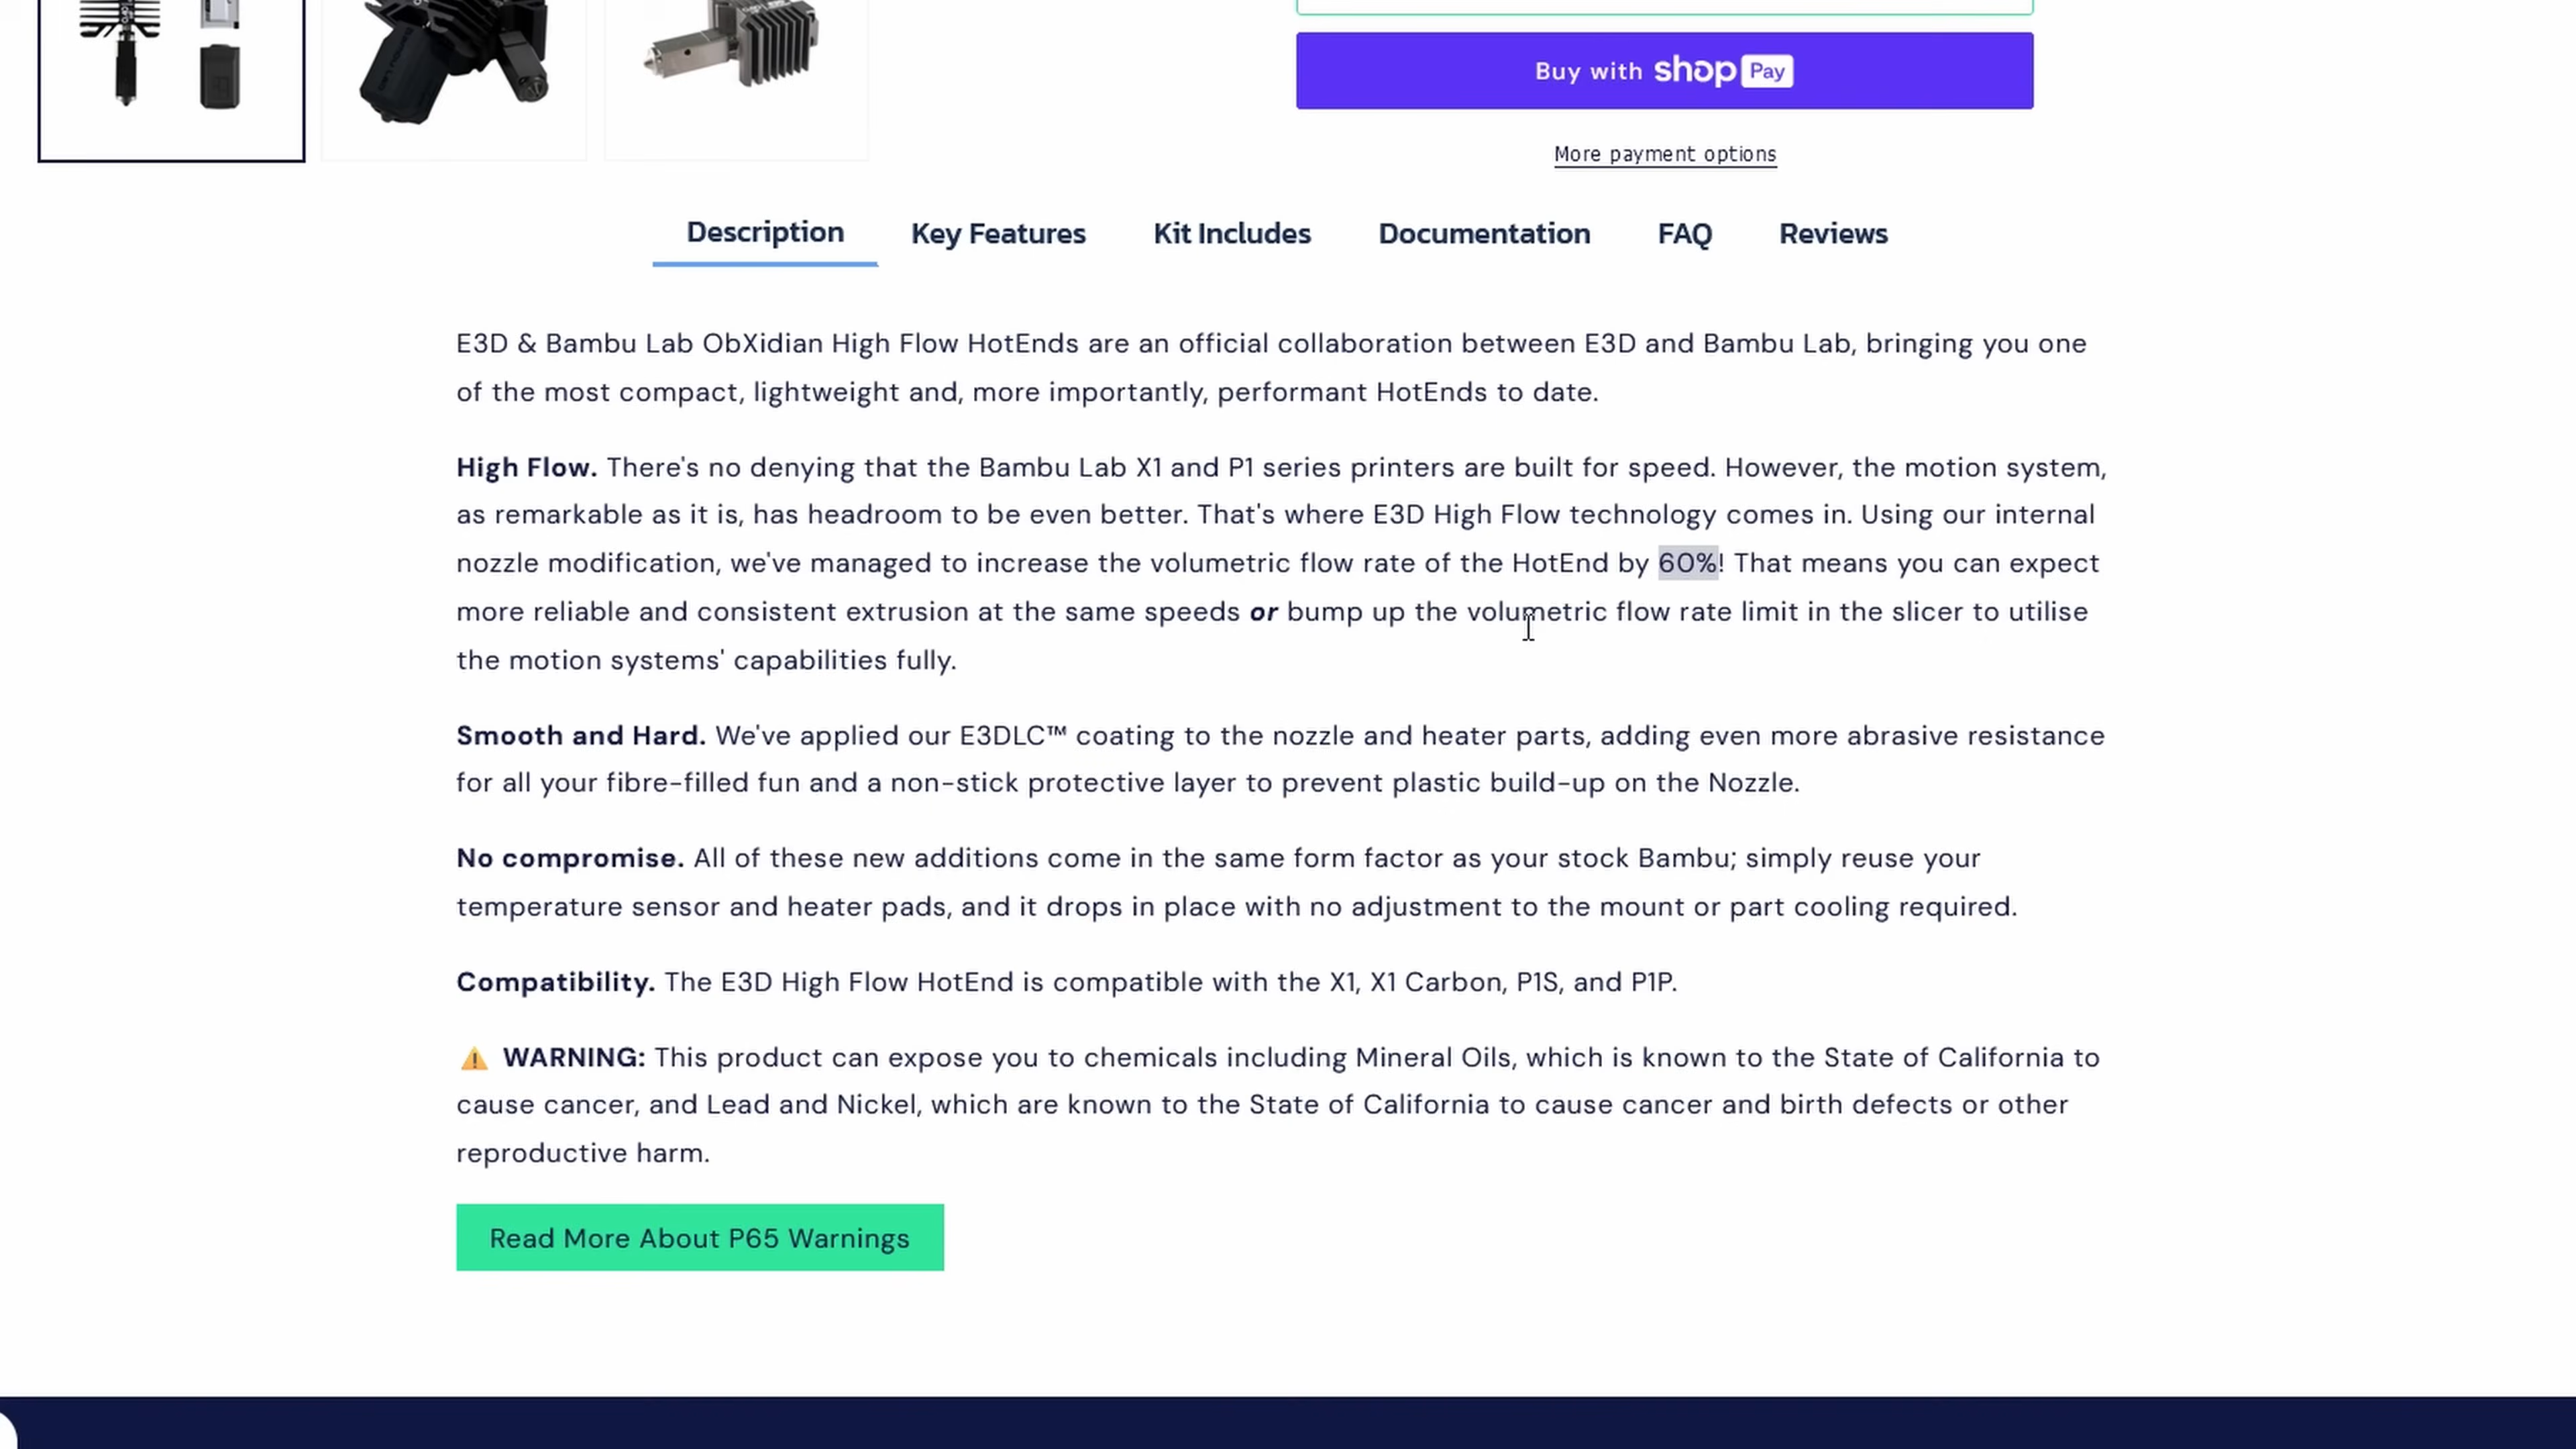 Buy with shop Pay
More payment options
Description Key Features Kit Includes Documentation FAQ Reviews
E3D & Bambu Lab ObXidian High Flow HotEnds are an official collaboration between E3D and Bambu Lab, bringing you one
of the most compact, lightweight and, more importantly, performant HotEnds to date.
High Flow. There's no denying that the Bambu Lab X1 and P1 series printers are built for speed. However, the motion system,
as remarkable as it is, has headroom to be even better. That's where E3D High Flow technology comes in. Using our internal
nozzle modification, we've managed to increase the volumetric flow rate of the HotEnd by 60%! That means you can expect
more reliable and consistent extrusion at the same speeds or bump up the volumetric flow rate limit in the slicer to utilise
the motion systems' capabilities fully.
Smooth and Hard. We've applied our E3DLC™ coating to the nozzle and heater parts, adding even more abrasive resistance
for all your fibre-filled fun and a non-stick protective layer to prevent plastic build-up on the Nozzle.
No compromise. All of these new additions come in the same form factor as your stock Bambu; simply reuse your
temperature sensor and heater pads, and it drops in place with no adjustment to the mount or part cooling required.
Compatibility. The E3D High Flow HotEnd is compatible with the X1, X1 Carbon, P1S, and P1P.
⚠ WARNING: This product can expose you to chemicals including Mineral Oils, which is known to the State of California to
cause cancer, and Lead and Nickel, which are known to the State of California to cause cancer and birth defects or other
reproductive harm.
Read More About P65 Warnings